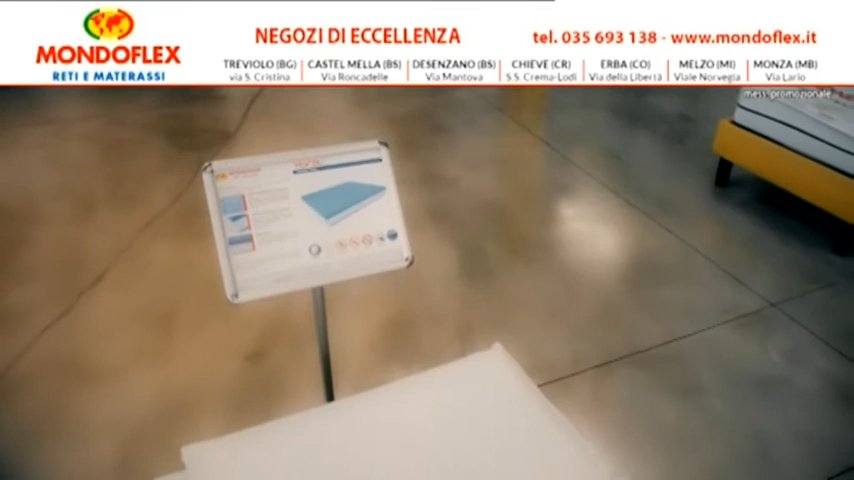 NEGOZI DI ECCELLENZA
tel. 035 693 138 - www.mondoflex.it
MONDOFLEX
RETI E MATERASSI
TREVIOLO (BG)
via S. Cristina
CASTEL MELLA (BS)
Via Roncadelle
DESENZANO (BS)
Via Mantova
CHIEVE (CR)
S.S. Crema-Lodi
ERBA (CO)
Via della Libertà
MELZO (MI)
Viale Norvegia
MONZA (MB)
Via Lario
mess. promozionale